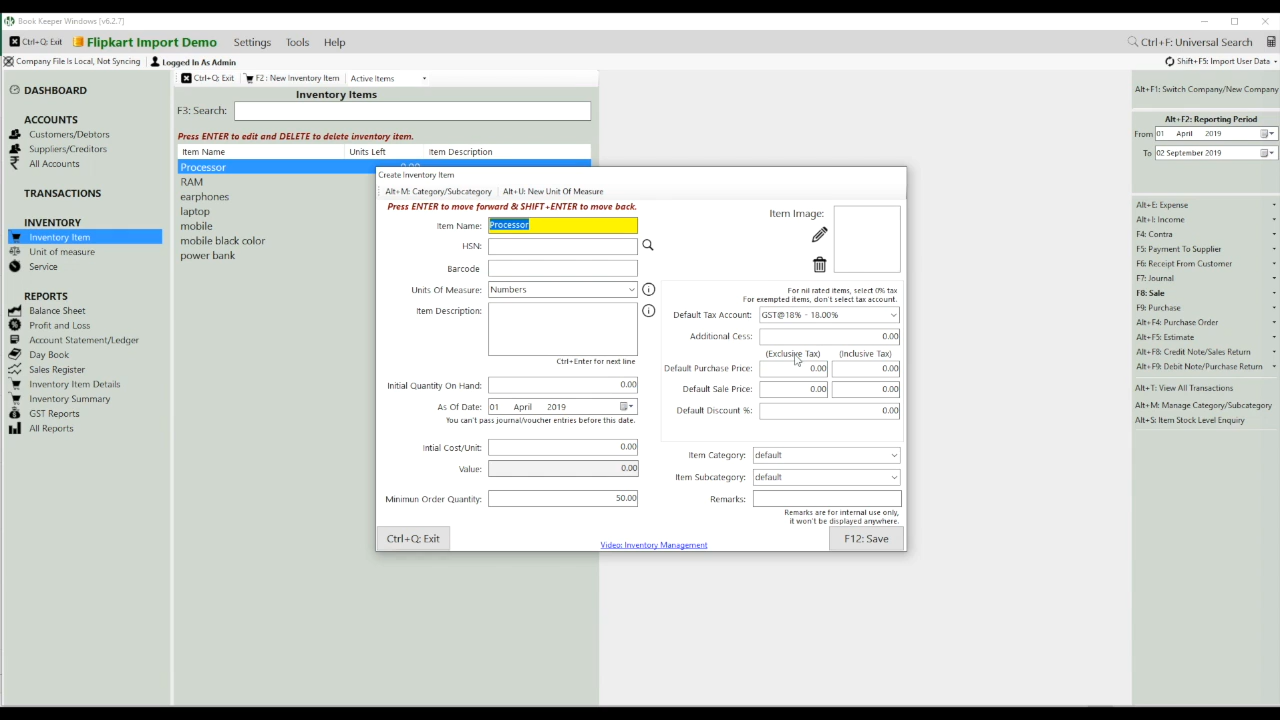 Book Keeper Windows [v6.2.7]
Ctrl+Q: Exit Flipkart Import Demo Settings Tools Help Ctrl+F: Universal Search
Company File Is Local, Not Syncing Logged In As Admin Shift+F5: Import User Data
DASHBOARD
ACCOUNTS
Customers/Debtors
Suppliers/Creditors
All Accounts
TRANSACTIONS
INVENTORY
Inventory Item
Unit of measure
Service
REPORTS
Balance Sheet
Profit and Loss
Account Statement/Ledger
Day Book
Sales Register
Inventory Item Details
Inventory Summary
GST Reports
All Reports
Ctrl+Q: Exit F2 : New Inventory Item Active Items
Inventory Items
F3: Search:
Press ENTER to edit and DELETE to delete inventory item.
Item Name Units Left Item Description
Processor 0.00
RAM
earphones
laptop
mobile
mobile black color
power bank
Create Inventory Item
Alt+M: Category/Subcategory Alt+U: New Unit Of Measure
Press ENTER to move forward & SHIFT+ENTER to move back.
Item Name: Processor
HSN:
Barcode
Units Of Measure: Numbers
Item Description:
Ctrl+Enter for next line
Initial Quantity On Hand: 0.00
As Of Date: 01 April 2019
You can't pass journal/voucher entries before this date.
Intial Cost/Unit: 0.00
Value: 0.00
Minimun Order Quantity: 50.00
Item Image:
For nil rated items, select 0% tax
For exempted items, don't select tax account.
Default Tax Account: GST@18% - 18.00%
Additional Cess: 0.00
(Exclusive Tax) (Inclusive Tax)
Default Purchase Price: 0.00 0.00
Default Sale Price: 0.00 0.00
Default Discount %: 0.00
Item Category: default
Item Subcategory: default
Remarks:
Remarks are for internal use only,
it won't be displayed anywhere.
Ctrl+Q: Exit Video: Inventory Management F12: Save
Alt+F1: Switch Company/New Company
Alt+F2: Reporting Period
From 01 April 2019
To 02 September 2019
Alt+E: Expense
Alt+I: Income
F4: Contra
F5: Payment To Supplier
F6: Receipt From Customer
F7: Journal
F8: Sale
F9: Purchase
Alt+F4: Purchase Order
Alt+F5: Estimate
Alt+F8: Credit Note/Sales Return
Alt+F9: Debit Note/Purchase Return
Alt+T: View All Transactions
Alt+M: Manage Category/Subcategory
Alt+S: Item Stock Level Enquiry